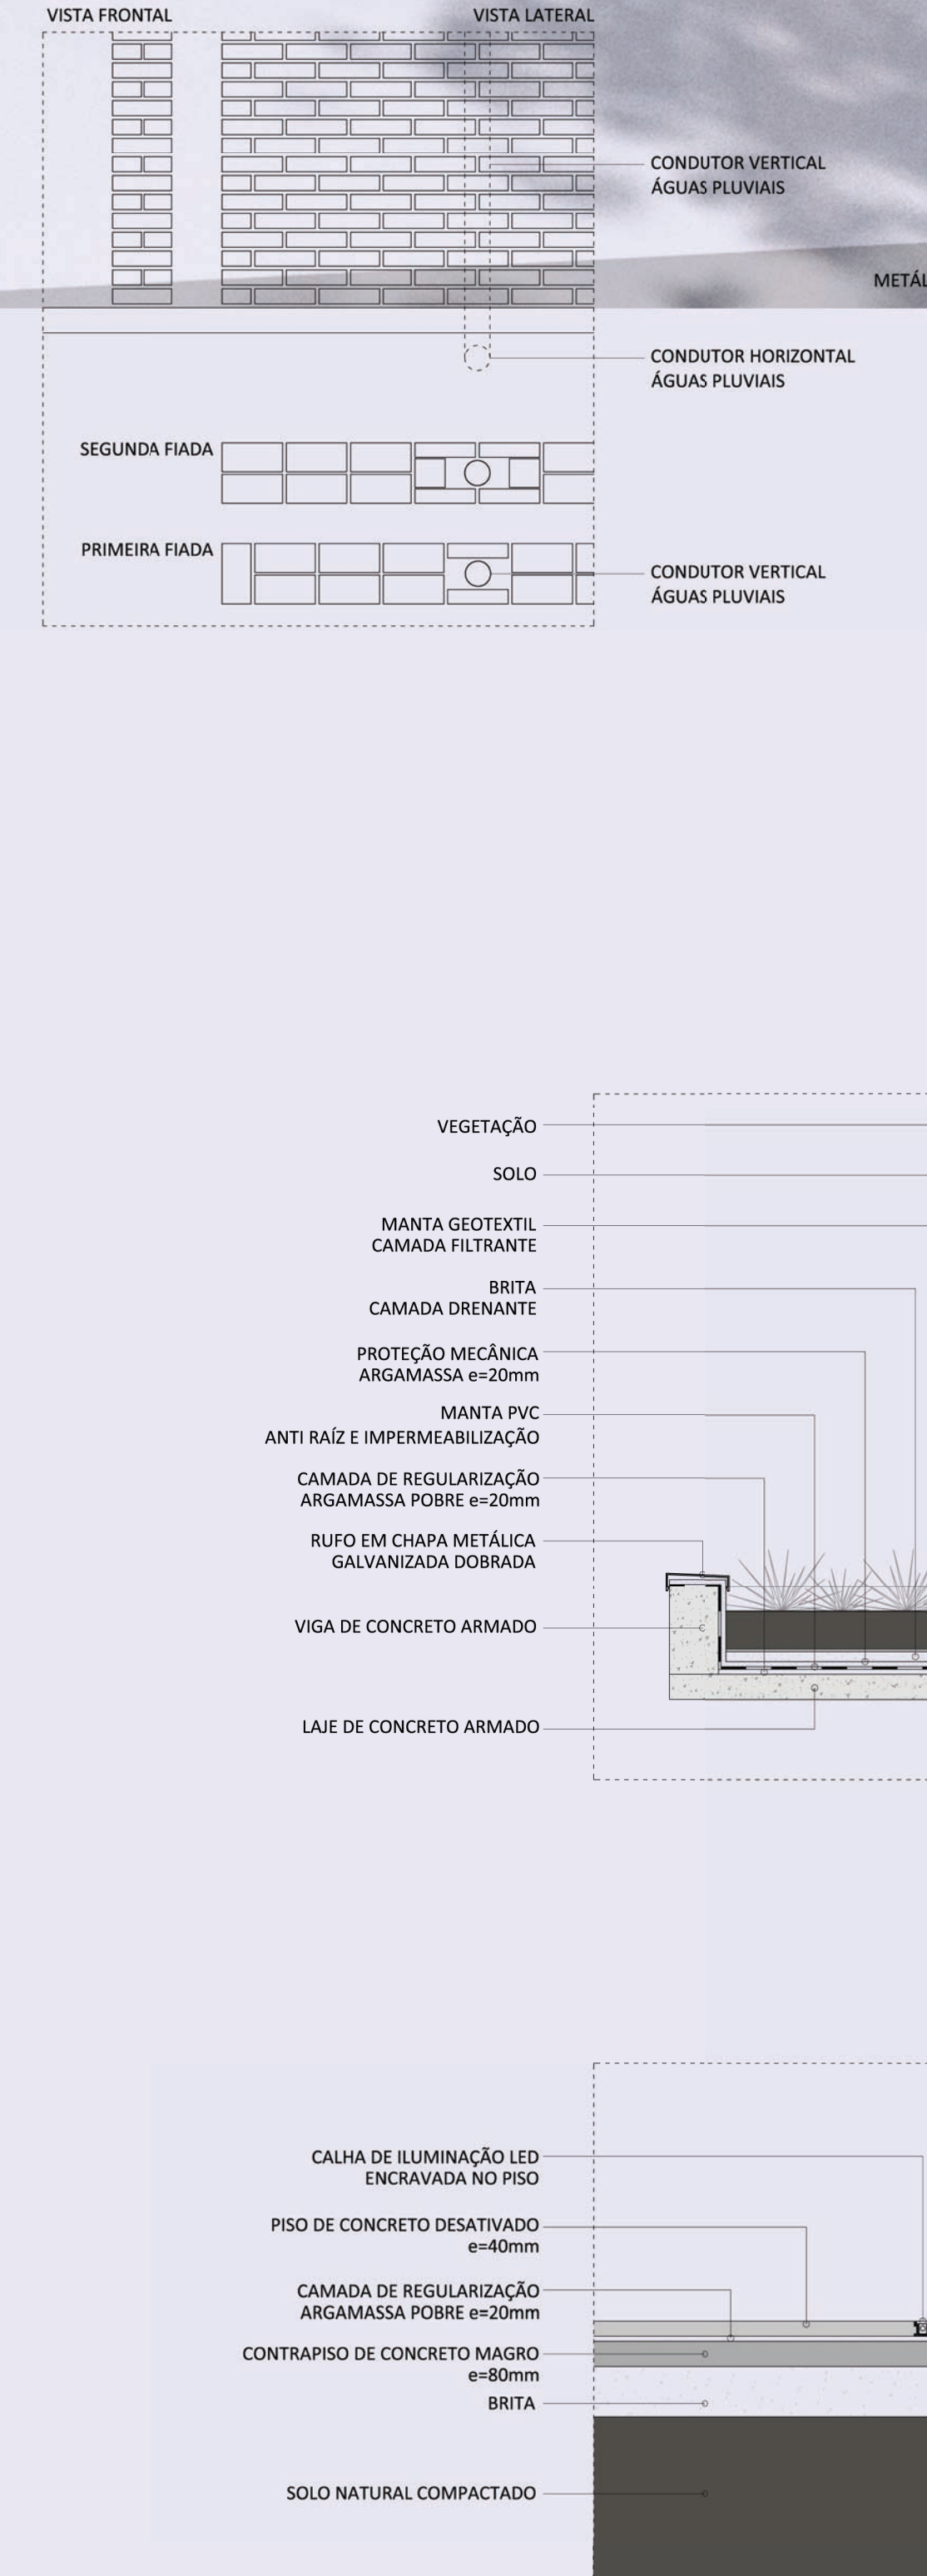 VISTA FRONTAL
VISTA LATERAL
CONDUTOR VERTICAL
ÁGUAS PLUVIAIS
METÁL
CONDUTOR HORIZONTAL
ÁGUAS PLUVIAIS
SEGUNDA FIADA
PRIMEIRA FIADA
CONDUTOR VERTICAL
ÁGUAS PLUVIAIS
VEGETAÇÃO
SOLO
MANTA GEOTEXTIL
CAMADA FILTRANTE
BRITA
CAMADA DRENANTE
PROTEÇÃO MECÂNICA
ARGAMASSA e=20mm
MANTA PVC
ANTI RAÍZ E IMPERMEABILIZAÇÃO
CAMADA DE REGULARIZAÇÃO
ARGAMASSA POBRE e=20mm
RUFO EM CHAPA METÁLICA
GALVANIZADA DOBRADA
VIGA DE CONCRETO ARMADO
LAJE DE CONCRETO ARMADO
CALHA DE ILUMINAÇÃO LED
ENCRAVADA NO PISO
PISO DE CONCRETO DESATIVADO
e=40mm
CAMADA DE REGULARIZAÇÃO
ARGAMASSA POBRE e=20mm
CONTRAPISO DE CONCRETO MAGRO
e=80mm
BRITA
SOLO NATURAL COMPACTADO